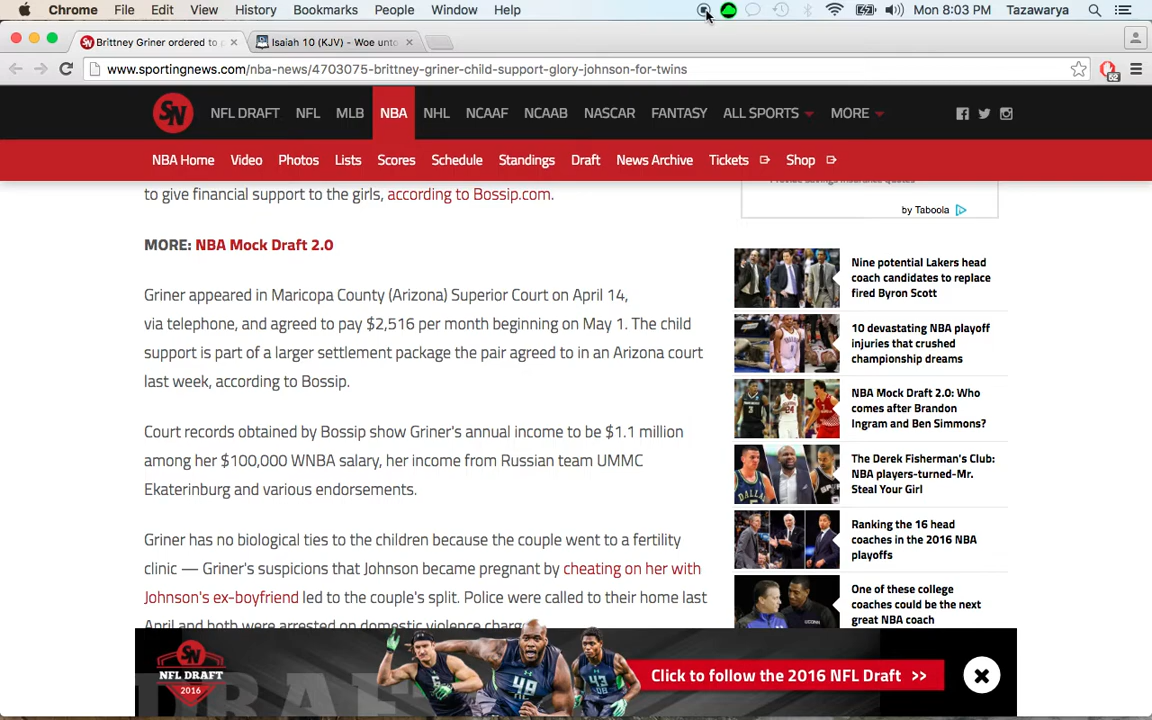 Chrome File Edit View History Bookmarks People Window Help Mon 8:03 PM Tazawarya
Brittney Griner ordered to p
Isaiah 10 (KJV) - Woe unto
www.sportingnews.com/nba-news/4703075-brittney-griner-child-support-glory-johnson-for-twins
SN NFL DRAFT NFL MLB NBA NHL NCAAF NCAAB NASCAR FANTASY ALL SPORTS MORE
NBA Home Video Photos Lists Scores Schedule Standings Draft News Archive Tickets Shop
to give financial support to the girls, according to Bossip.com.
MORE: NBA Mock Draft 2.0
Griner appeared in Maricopa County (Arizona) Superior Court on April 14,
via telephone, and agreed to pay $2,516 per month beginning on May 1. The child
support is part of a larger settlement package the pair agreed to in an Arizona court
last week, according to Bossip.
Court records obtained by Bossip show Griner's annual income to be $1.1 million
among her $100,000 WNBA salary, her income from Russian team UMMC
Ekaterinburg and various endorsements.
Griner has no biological ties to the children because the couple went to a fertility
clinic — Griner's suspicions that Johnson became pregnant by cheating on her with
Johnson's ex-boyfriend led to the couple's split. Police were called to their home last
April and both were arrested on domestic violence charge
by Taboola
Nine potential Lakers head
coach candidates to replace
fired Byron Scott
10 devastating NBA playoff
injuries that crushed
championship dreams
NBA Mock Draft 2.0: Who
comes after Brandon
Ingram and Ben Simmons?
The Derek Fisherman's Club:
NBA players-turned-Mr.
Steal Your Girl
Ranking the 16 head
coaches in the 2016 NBA
playoffs
One of these college
coaches could be the next
great NBA coach
SN
NFL DRAFT
2016
48
43
Click to follow the 2016 NFL Draft >>